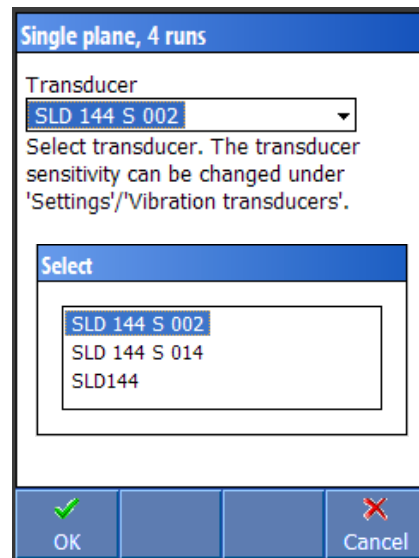 Single plane, 4 runs
Transducer
SLD 144 S 002
Select transducer. The transducer
sensitivity can be changed under
'Settings'/'Vibration transducers'.
Select
SLD 144 S 002
SLD 144 S 014
SLD144
OK
Cancel